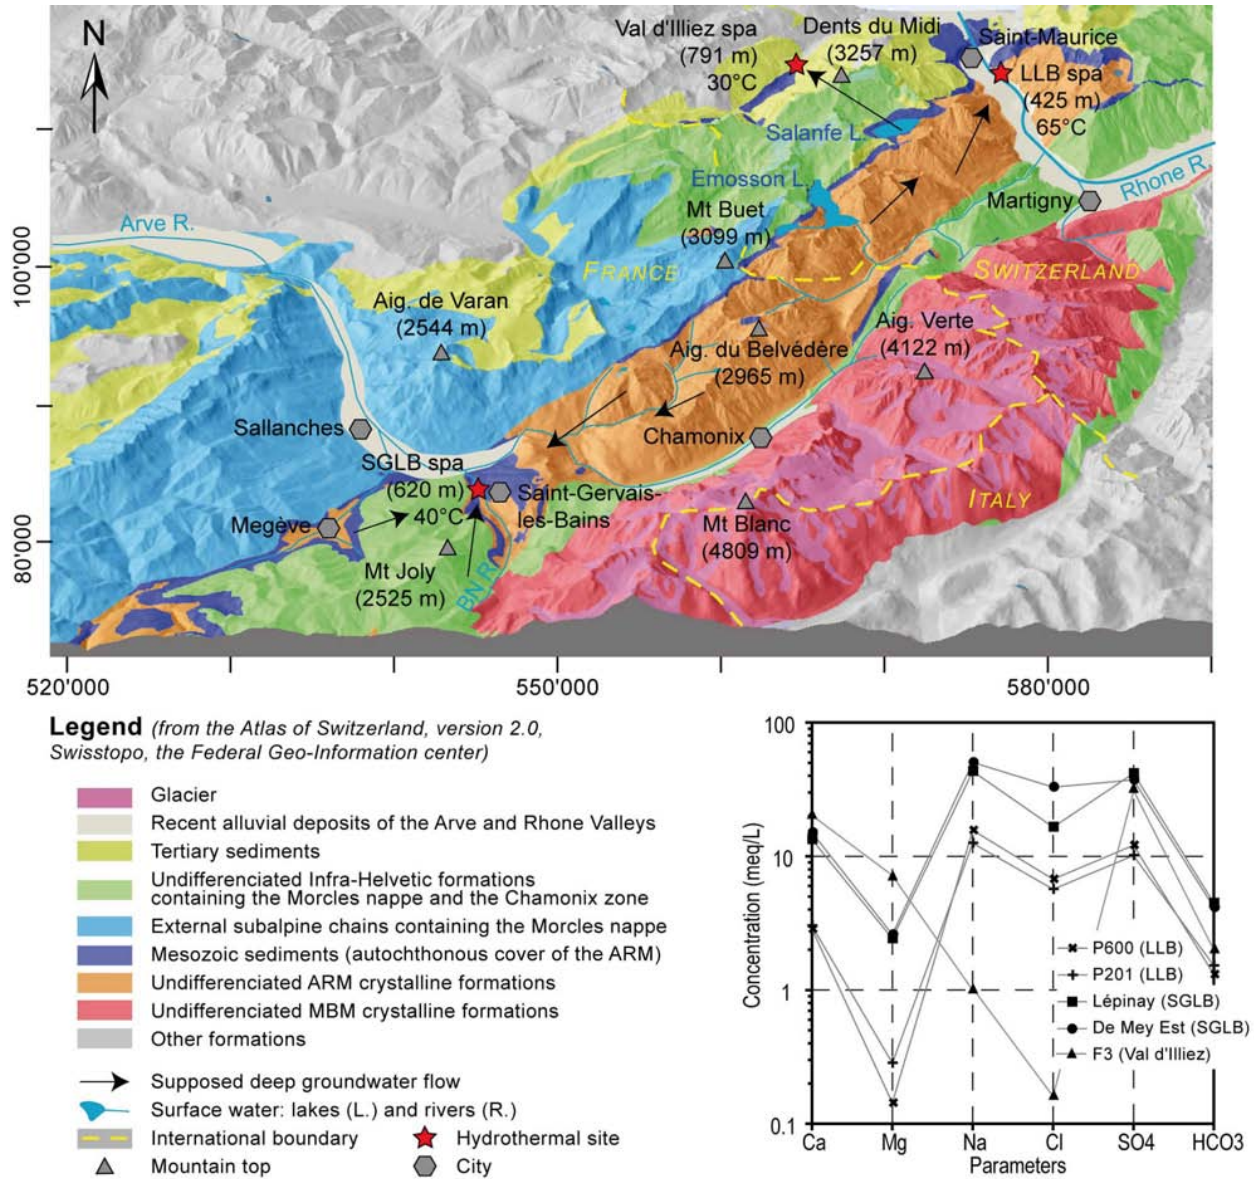 N
Val d'Illiez spa
(791 m)
30°C
Dents du Midi
(3257 m)
Saint-Maurice
LLB spa
(425 m)
65°C
Salanfe L.
Emosson L.
Mt Buet
(3099 m)
Martigny
Rhone R.
Arve R.
FRANCE
SWITZERLAND
Aig. de Varan
(2544 m)
Aig. Verte
(4122 m)
Aig. du Belvédère
(2965 m)
Sallanches
Chamonix
SGLB spa
(620 m)
40°C
Saint-Gervais-
les-Bains
Megève
ITALY
Mt Blanc
(4809 m)
Mt Joly
(2525 m)
BN R.
100'000
80'000
520'000
550'000
580'000
Legend (from the Atlas of Switzerland, version 2.0,
Swisstopo, the Federal Geo-Information center)
Glacier
Recent alluvial deposits of the Arve and Rhone Valleys
Tertiary sediments
Undifferenciated Infra-Helvetic formations
containing the Morcles nappe and the Chamonix zone
External subalpine chains containing the Morcles nappe
Mesozoic sediments (autochthonous cover of the ARM)
Undifferenciated ARM crystalline formations
Undifferenciated MBM crystalline formations
Other formations
Supposed deep groundwater flow
Surface water: lakes (L.) and rivers (R.)
International boundary
Hydrothermal site
Mountain top
City
100
10
1
0.1
Concentration (meq/L)
P600 (LLB)
P201 (LLB)
Lépinay (SGLB)
De Mey Est (SGLB)
F3 (Val d'Illiez)
Ca
Mg
Na
Cl
SO4
HCO3
Parameters